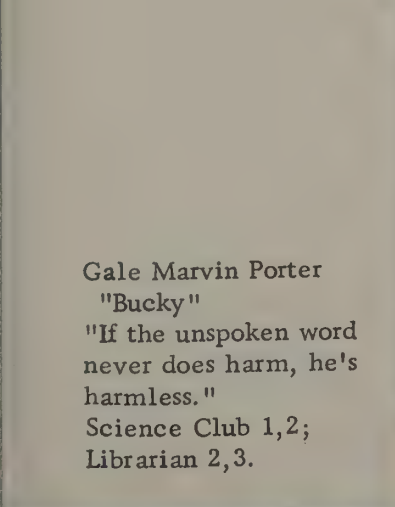 Gale Marvin Porter
"Bucky"
"If the unspoken word
never does harm, he's
harmless."
Science Club 1,2;
Librarian 2,3.